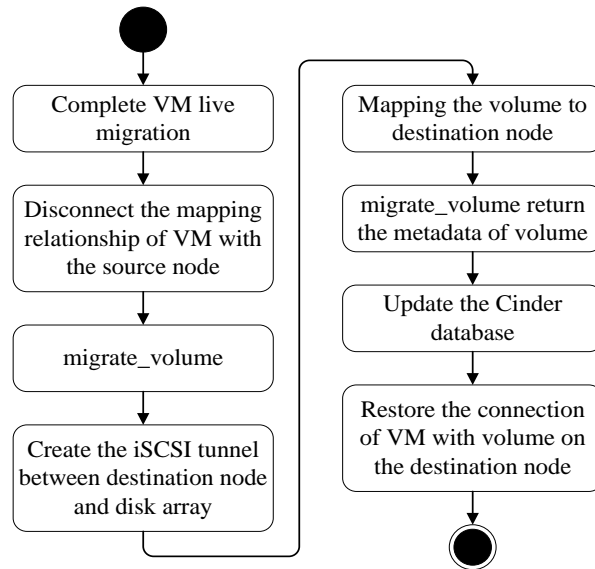 Complete VM live
migration
Disconnect the mapping
relationship of VM with
the source node
migrate_volume
Create the iSCSI tunnel
between destination node
and disk array
Mapping the volume to
destination node
migrate_volume return
the metadata of volume
Update the Cinder
database
Restore the connection
of VM with volume on
the destination node